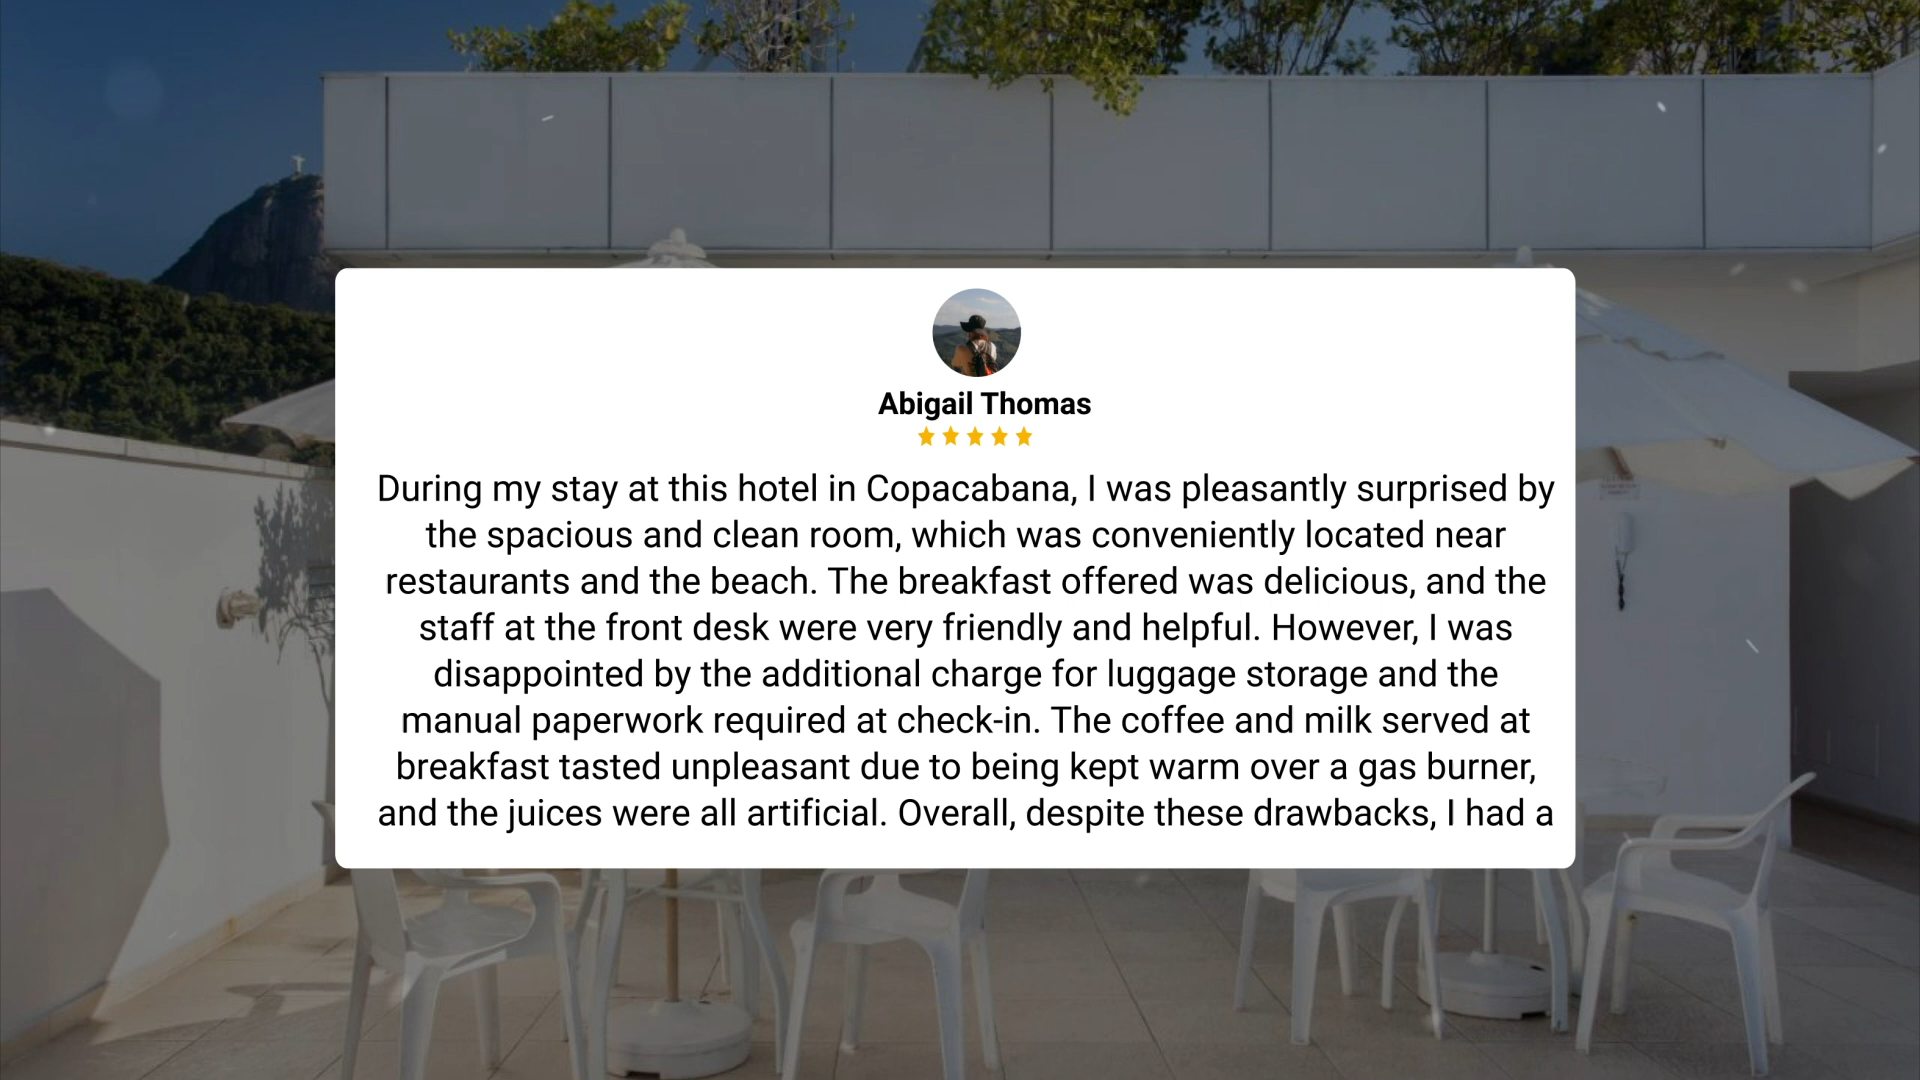 Abigail Thomas
During my stay at this hotel in Copacabana, I was pleasantly surprised by
the spacious and clean room, which was conveniently located near
restaurants and the beach. The breakfast offered was delicious, and the
staff at the front desk were very friendly and helpful. However, I was
disappointed by the additional charge for luggage storage and the
manual paperwork required at check-in. The coffee and milk served at
breakfast tasted unpleasant due to being kept warm over a gas burner,
and the juices were all artificial. Overall, despite these drawbacks, I had a